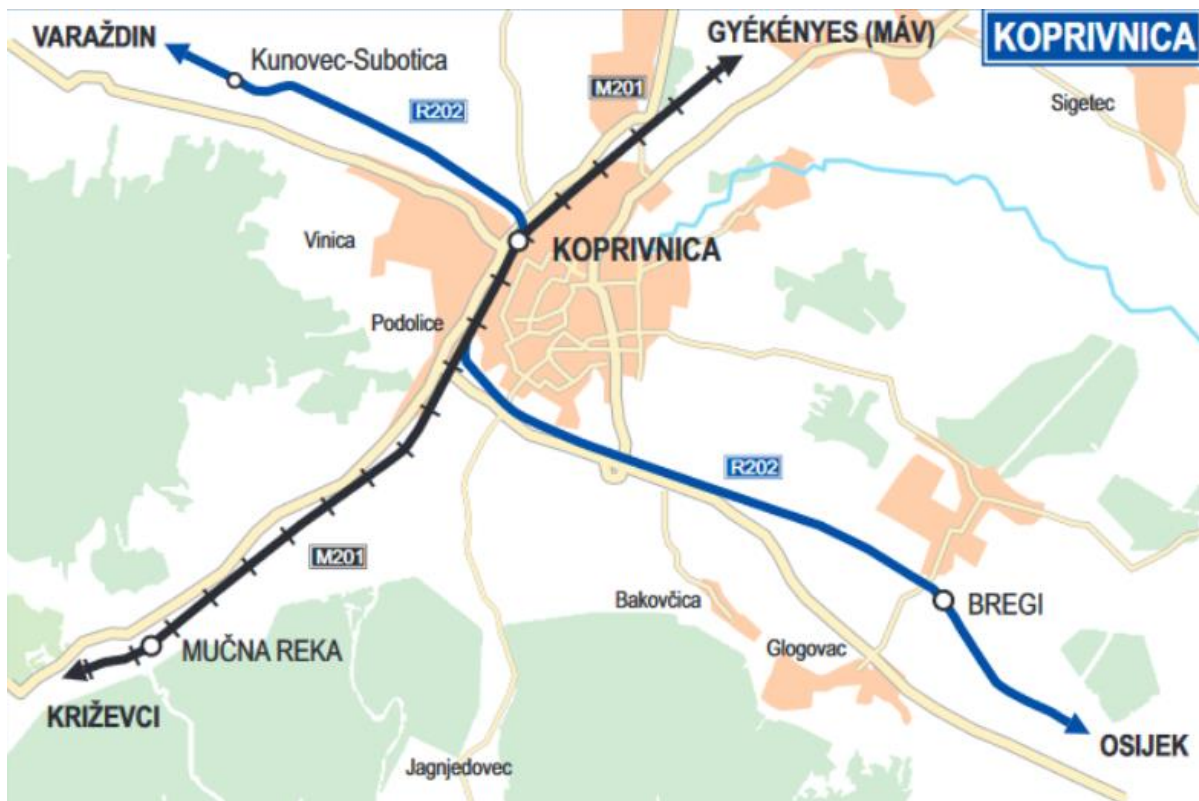 VARAŽDIN
GYÉKÉNYES (MÁV)
KOPRIVNICA
Kunovec-Subotica
M201
Sigetec
R202
Vinica
KOPRIVNICA
Podolice
R202
M201
Bakovčica
BREGI
Glogovac
MUČNA REKA
KRIŽEVCI
OSIJEK
Jagnjedovec